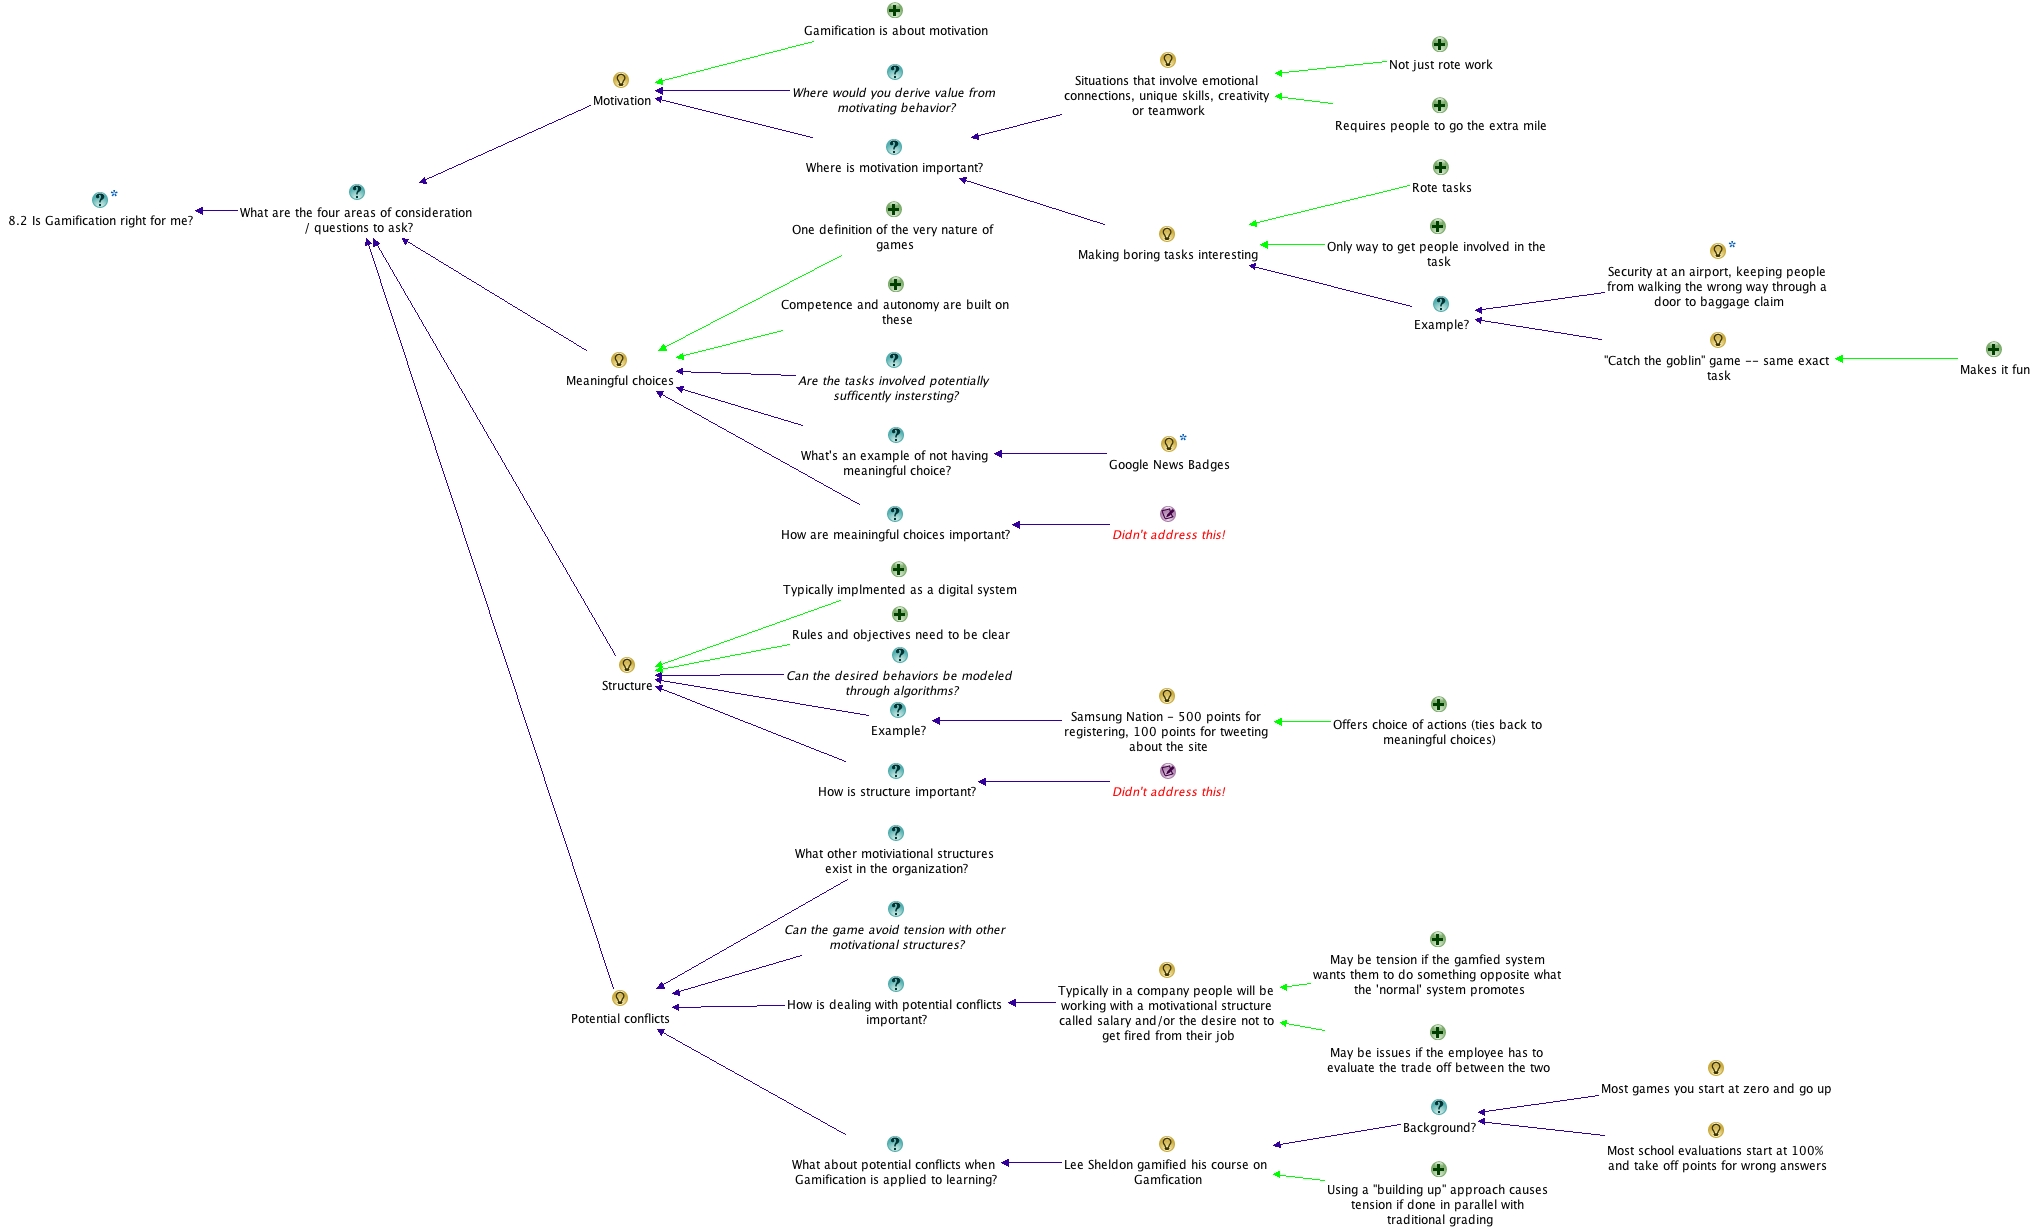 8.2 Is Gamification right for me?
What are the four areas of consideration
/ questions to ask?
Motivation
Gamification is about motivation
Where would you derive value from
motivating behavior?
Where is motivation important?
Situations that involve emotional
connections, unique skills, creativity
or teamwork
Not just rote work
Requires people to go the extra mile
Making boring tasks interesting
Rote tasks
Only way to get people involved in the
task
Example?
Security at an airport, keeping people
from walking the wrong way through a
door to baggage claim
"Catch the goblin" game -- same exact
task
Makes it fun
Meaningful choices
One definition of the very nature of
games
Competence and autonomy are built on
these
Are the tasks involved potentially
sufficently instersting?
What's an example of not having
meaningful choice?
Google News Badges
How are meaininful choices important?
Didn't address this!
Structure
Typically implmented as a digital system
Rules and objectives need to be clear
Can the desired behaviors be modeled
through algorithms?
Example?
Samsung Nation - 500 points for
registering, 100 points for tweeting
about the site
Offers choice of actions (ties back to
meaningful choices)
How is structure important?
Didn't address this!
Potential conflicts
What other motiviational structures
exist in the organization?
Can the game avoid tension with other
motivational structures?
How is dealing with potential conflicts
important?
Typically in a company people will be
working with a motivational structure
called salary and/or the desire not to
get fired from their job
May be tension if the gamfied system
wants them to do something opposite what
the 'normal' system promotes
May be issues if the employee has to
evaluate the trade off between the two
What about potential conflicts when
Gamification is applied to learning?
Lee Sheldon gamified his course on
Gamfication
Background?
Most games you start at zero and go up
Most school evaluations start at 100%
and take off points for wrong answers
Using a "building up" approach causes
tension if done in parallel with
traditional grading